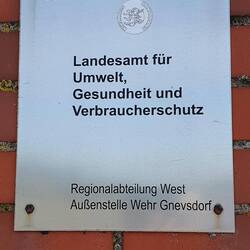 Landesamt für
Umwelt,
Gesundheit und
Verbraucherschutz
Regionalabteilung West
Außenstelle Wehr Gnevsdorf